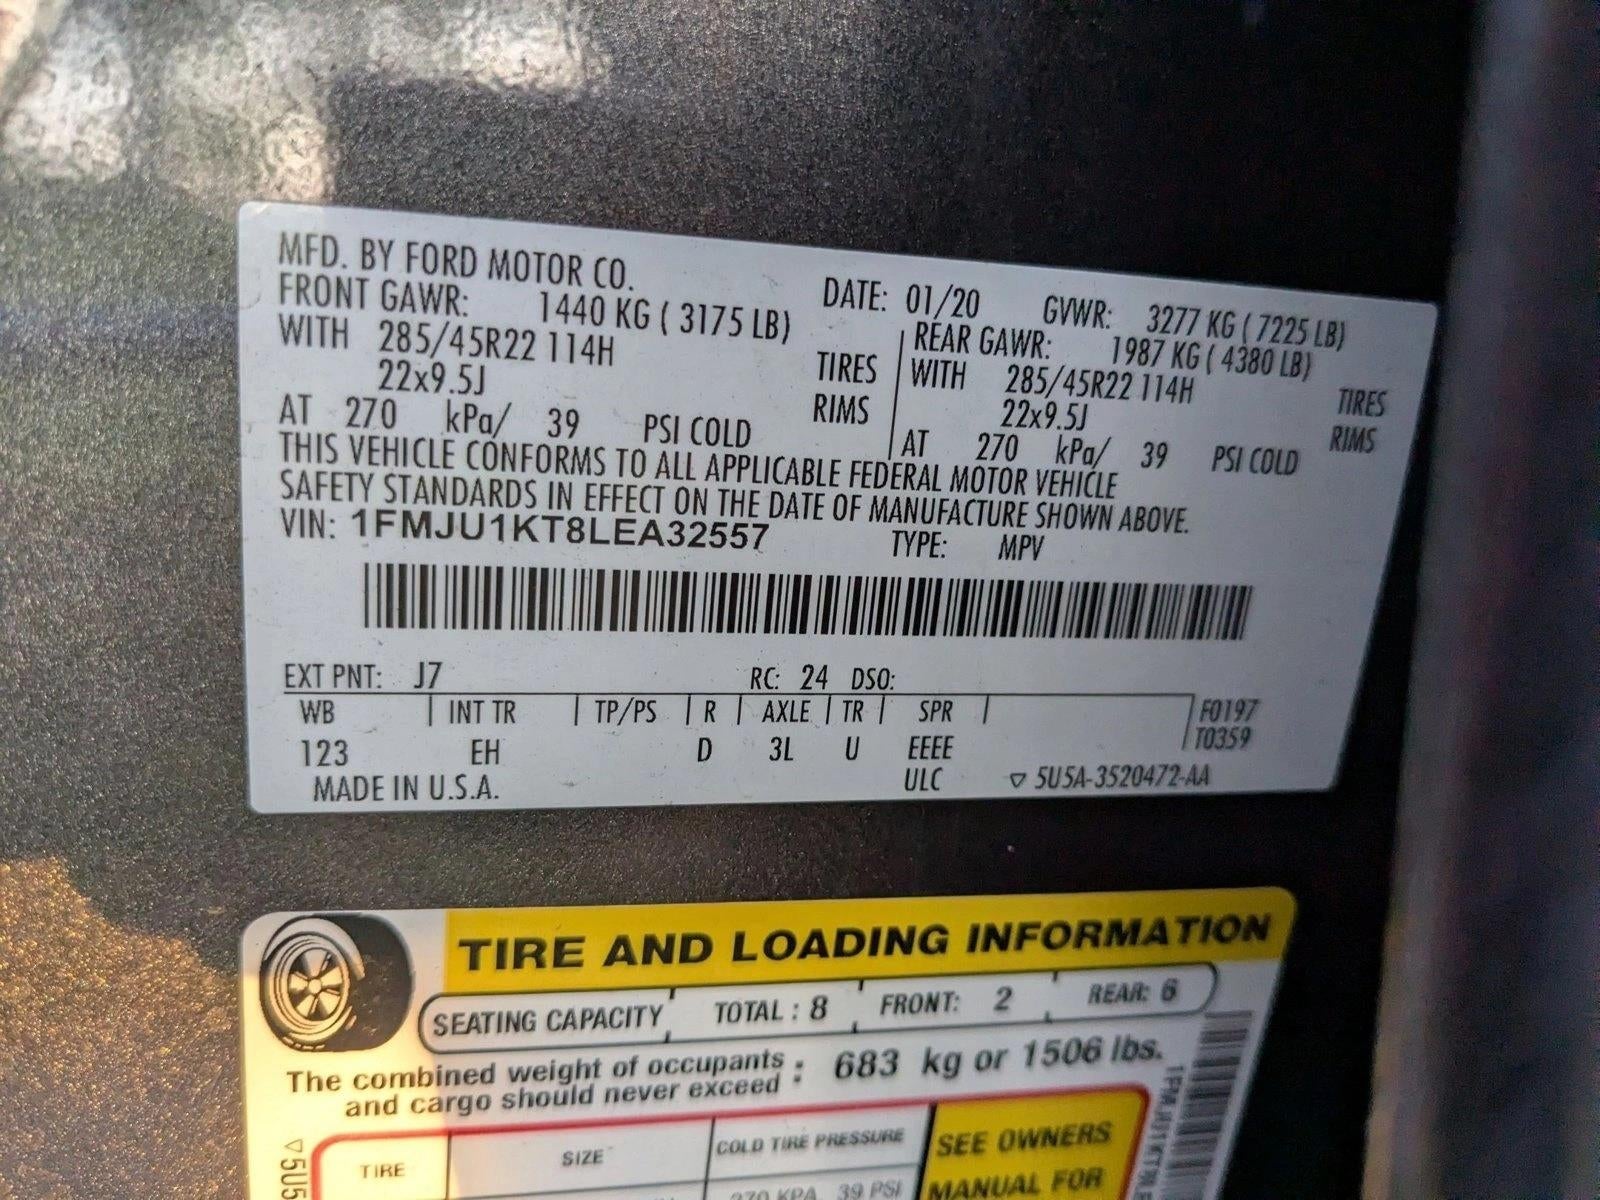 MFD. BY FORD MOTOR CO.
DATE: 01/20 GVWR: 3277 KG ( 7225 LB)
FRONT GAWR: 1440 KG ( 3175 LB)
WITH 285/45R22 114H TIRES
22x9.5J RIMS
AT 270 kPa/ 39 PSI COLD
REAR GAWR: 1987 KG ( 4380 LB)
WITH 285/45R22 114H TIRES
22x9.5J RIMS
AT 270 kPa/ 39 PSI COLD
THIS VEHICLE CONFORMS TO ALL APPLICABLE FEDERAL MOTOR VEHICLE
SAFETY STANDARDS IN EFFECT ON THE DATE OF MANUFACTURE SHOWN ABOVE.
VIN: 1FMJU1KT8LEA32557 TYPE: MPV
EXT PNT: J7 RC: 24 DSO:
WB | INT TR | TP/PS | R | AXLE | TR | SPR | F0197
T0359
123 EH D 3L U EEEE
MADE IN U.S.A. ULC ▽ 5U5A-3520472-AA
TIRE AND LOADING INFORMATION
SEATING CAPACITY TOTAL : 8 FRONT: 2 REAR: 6
The combined weight of occupants
and cargo should never exceed : 683 kg or 1506 lbs.
TIRE SIZE COLD TIRE PRESSURE
270 KPA, 39 PSI
SEE OWNERS
MANUAL FOR
▽5U5